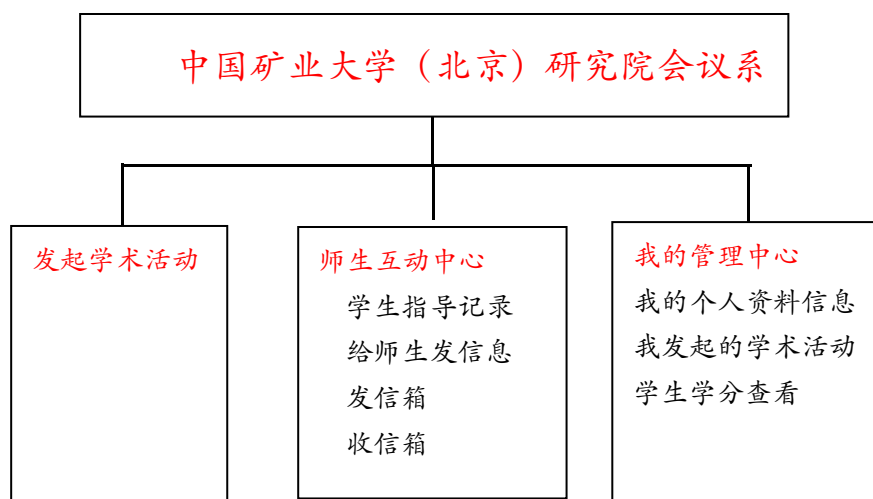 中国矿业大学（北京）研究院会议系
发起学术活动
师生互动中心
学生指导记录
给师生发信息
发信箱
收信箱
我的管理中心
我的个人资料信息
我发起的学术活动
学生学分查看